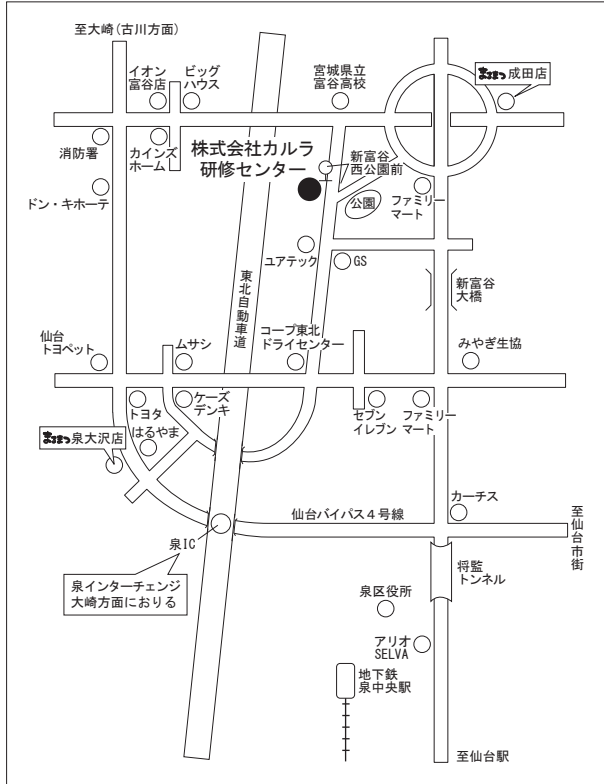 至大崎(古川方面)
イオン
富谷店
ビッグ
ハウス
宮城県立
富谷高校
まるまつ 成田店
消防署
カインズ
ホーム
株式会社カルラ
研修センター
新富谷
西公園前
ドン・キホーテ
公園
ファミリー
マート
ユアテック
GS
東北自動車道
新富谷
大橋
仙台
トヨペット
ムサシ
コープ東北
ドライセンター
みやぎ生協
トヨタ
はるやま
ケーズ
デンキ
セブン
イレブン
ファミリー
マート
まるまつ 泉大沢店
カーチス
仙台バイパス4号線
至仙台市街
泉IC
泉インターチェンジ
大崎方面におりる
将監
トンネル
泉区役所
アリオ
SELVA
地下鉄
泉中央駅
至仙台駅